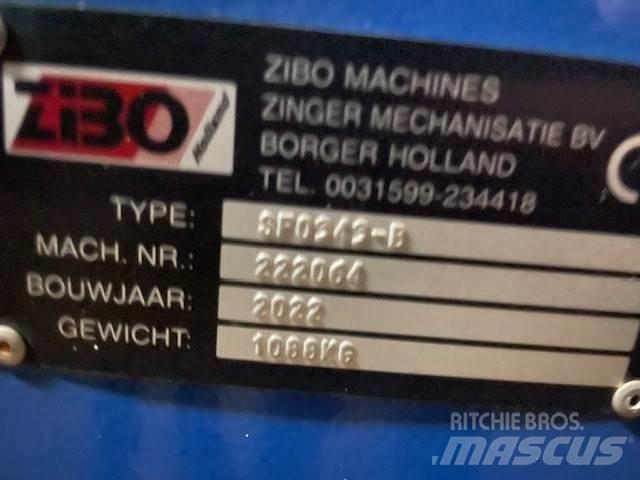 ZIBO
Holland
ZIBO MACHINES
ZINGER MECHANISATIE BV
BORGER HOLLAND
TEL. 0031599-234418
TYPE: SF0343-B
MACH. NR.: 222064
BOUWJAAR: 2022
GEWICHT: 1088KG
RITCHIE BROS.
MASCUS